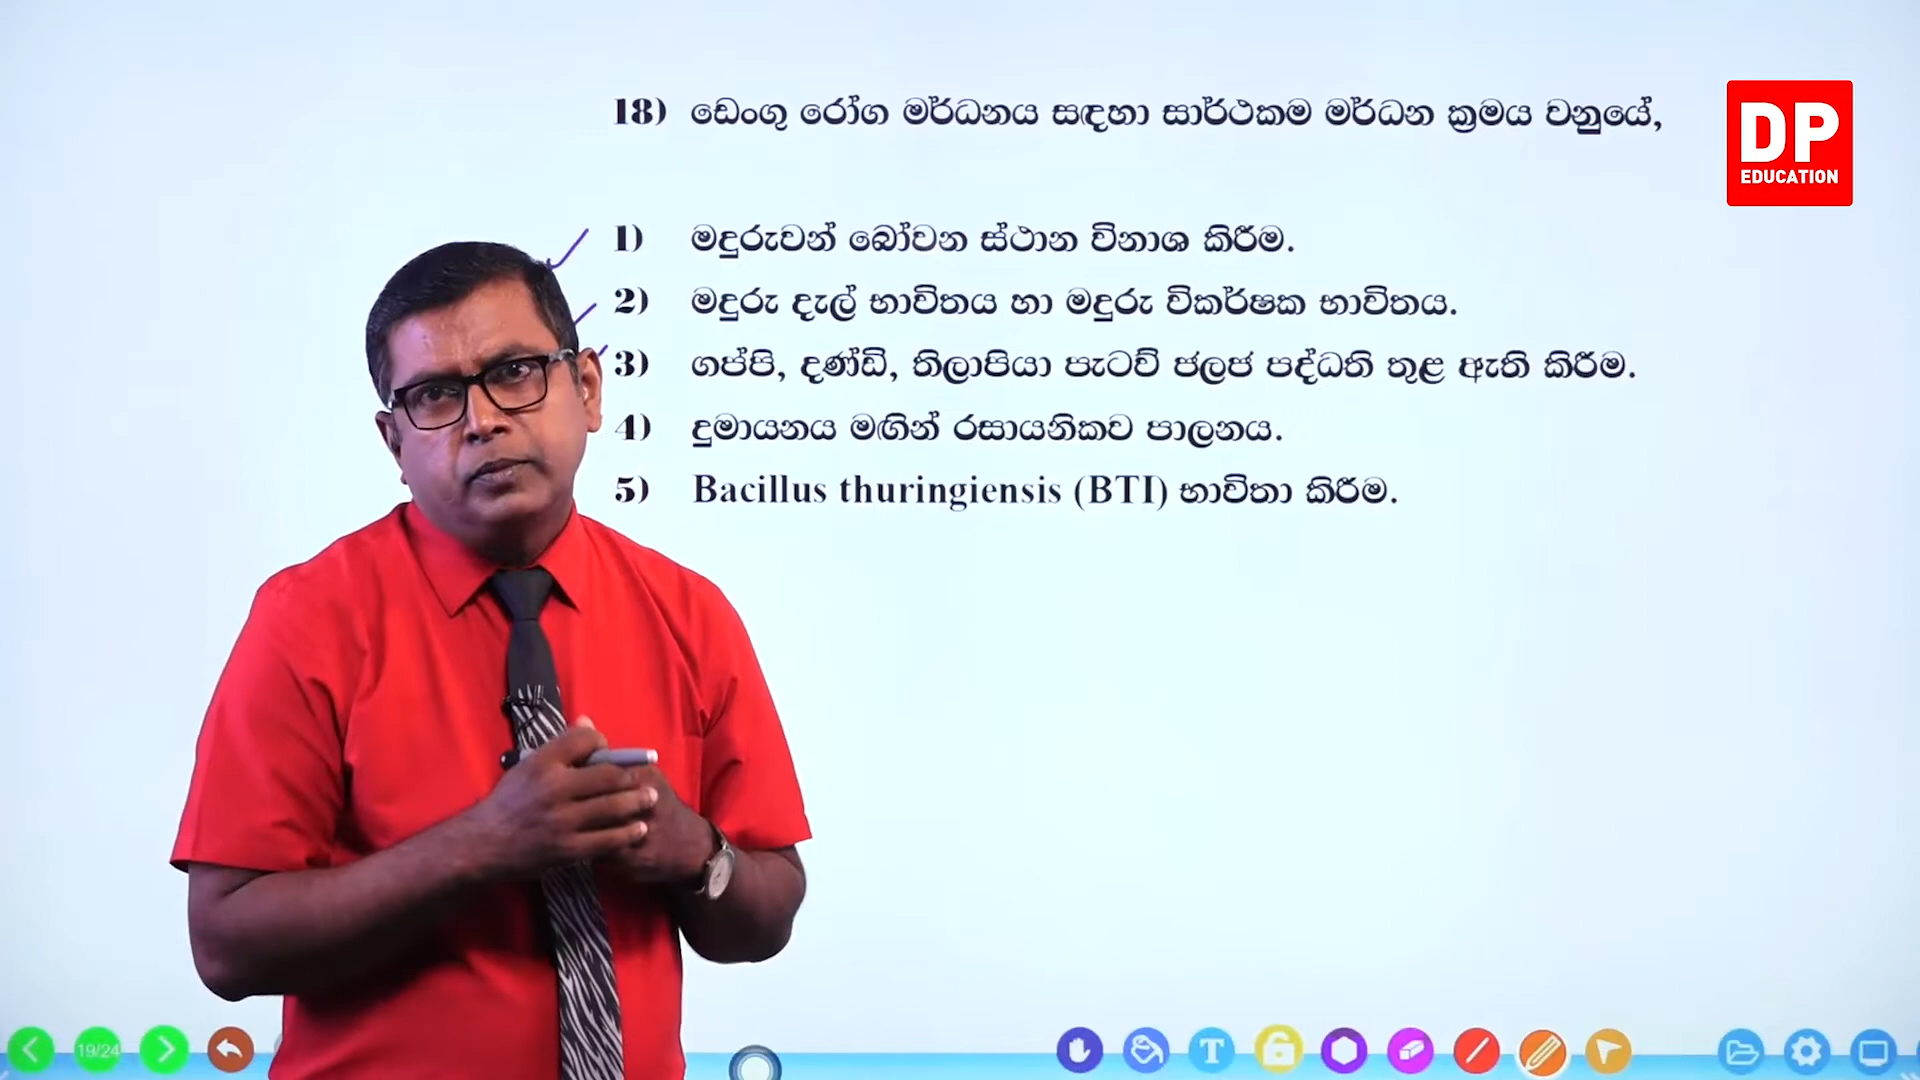 18) ඩෙංගු රෝග මර්ධනය සඳහා සාර්ථකම මර්ධන ක්‍රමය වනුයේ,
DP
EDUCATION
1) මදුරුවන් බෝවන ස්ථාන විනාශ කිරීම.
2) මදුරු දැල් භාවිතය හා මදුරු විකර්ෂක භාවිතය.
3) ගප්පි, දණ්ඩි, තිලාපියා පැටව් ජලජ පද්ධති තුළ ඇති කිරීම.
4) දුමායනය මඟින් රසායනිකව පාලනය.
5) Bacillus thuringiensis (BTI) භාවිතා කිරීම.
19/24
T